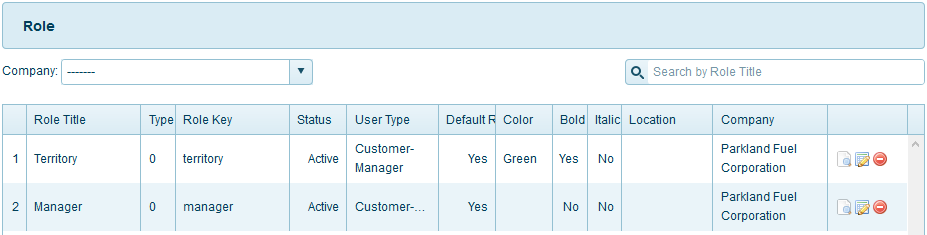 Role
Company: ------- Search by Role Title
Role Title Type Role Key Status User Type Default R Color Bold Italic Location Company
1 Territory 0 territory Active Customer-Manager Yes Green Yes No Parkland Fuel Corporation
2 Manager 0 manager Active Customer-... Yes No No Parkland Fuel Corporation